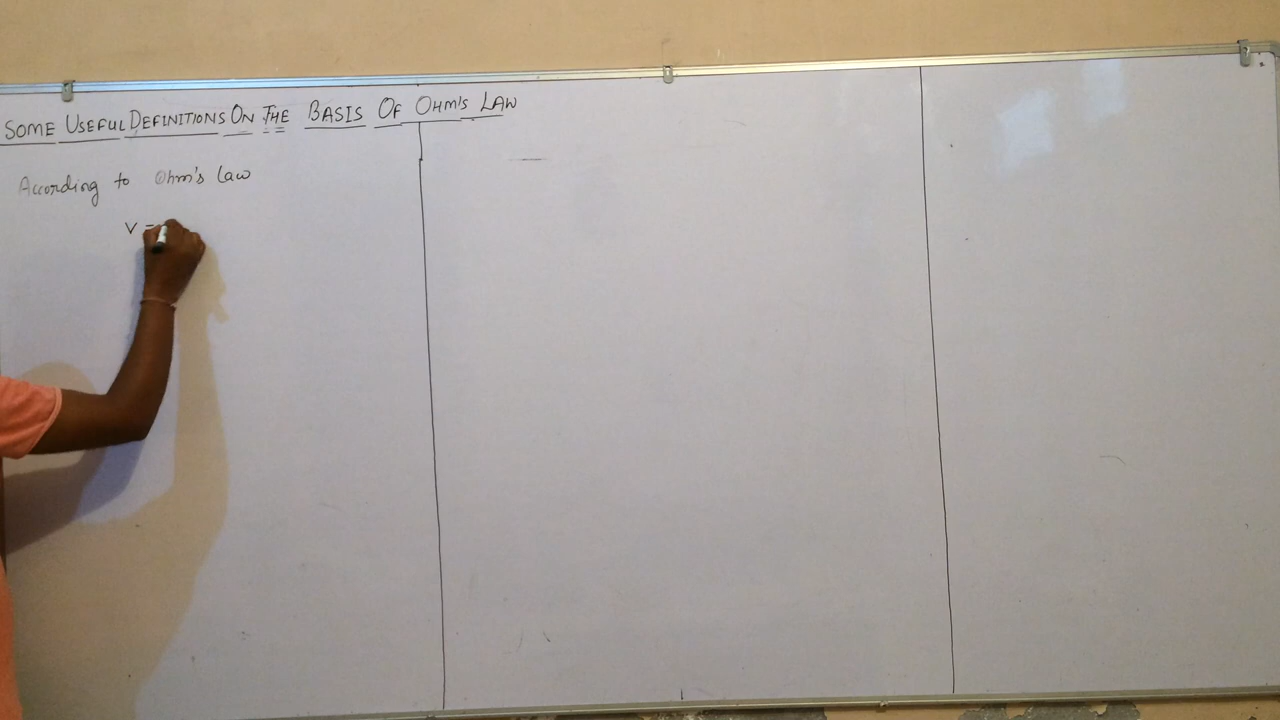 SOME USEFUL DEFINITIONS ON THE BASIS OF OHM'S LAW
According to Ohm's Law
V =